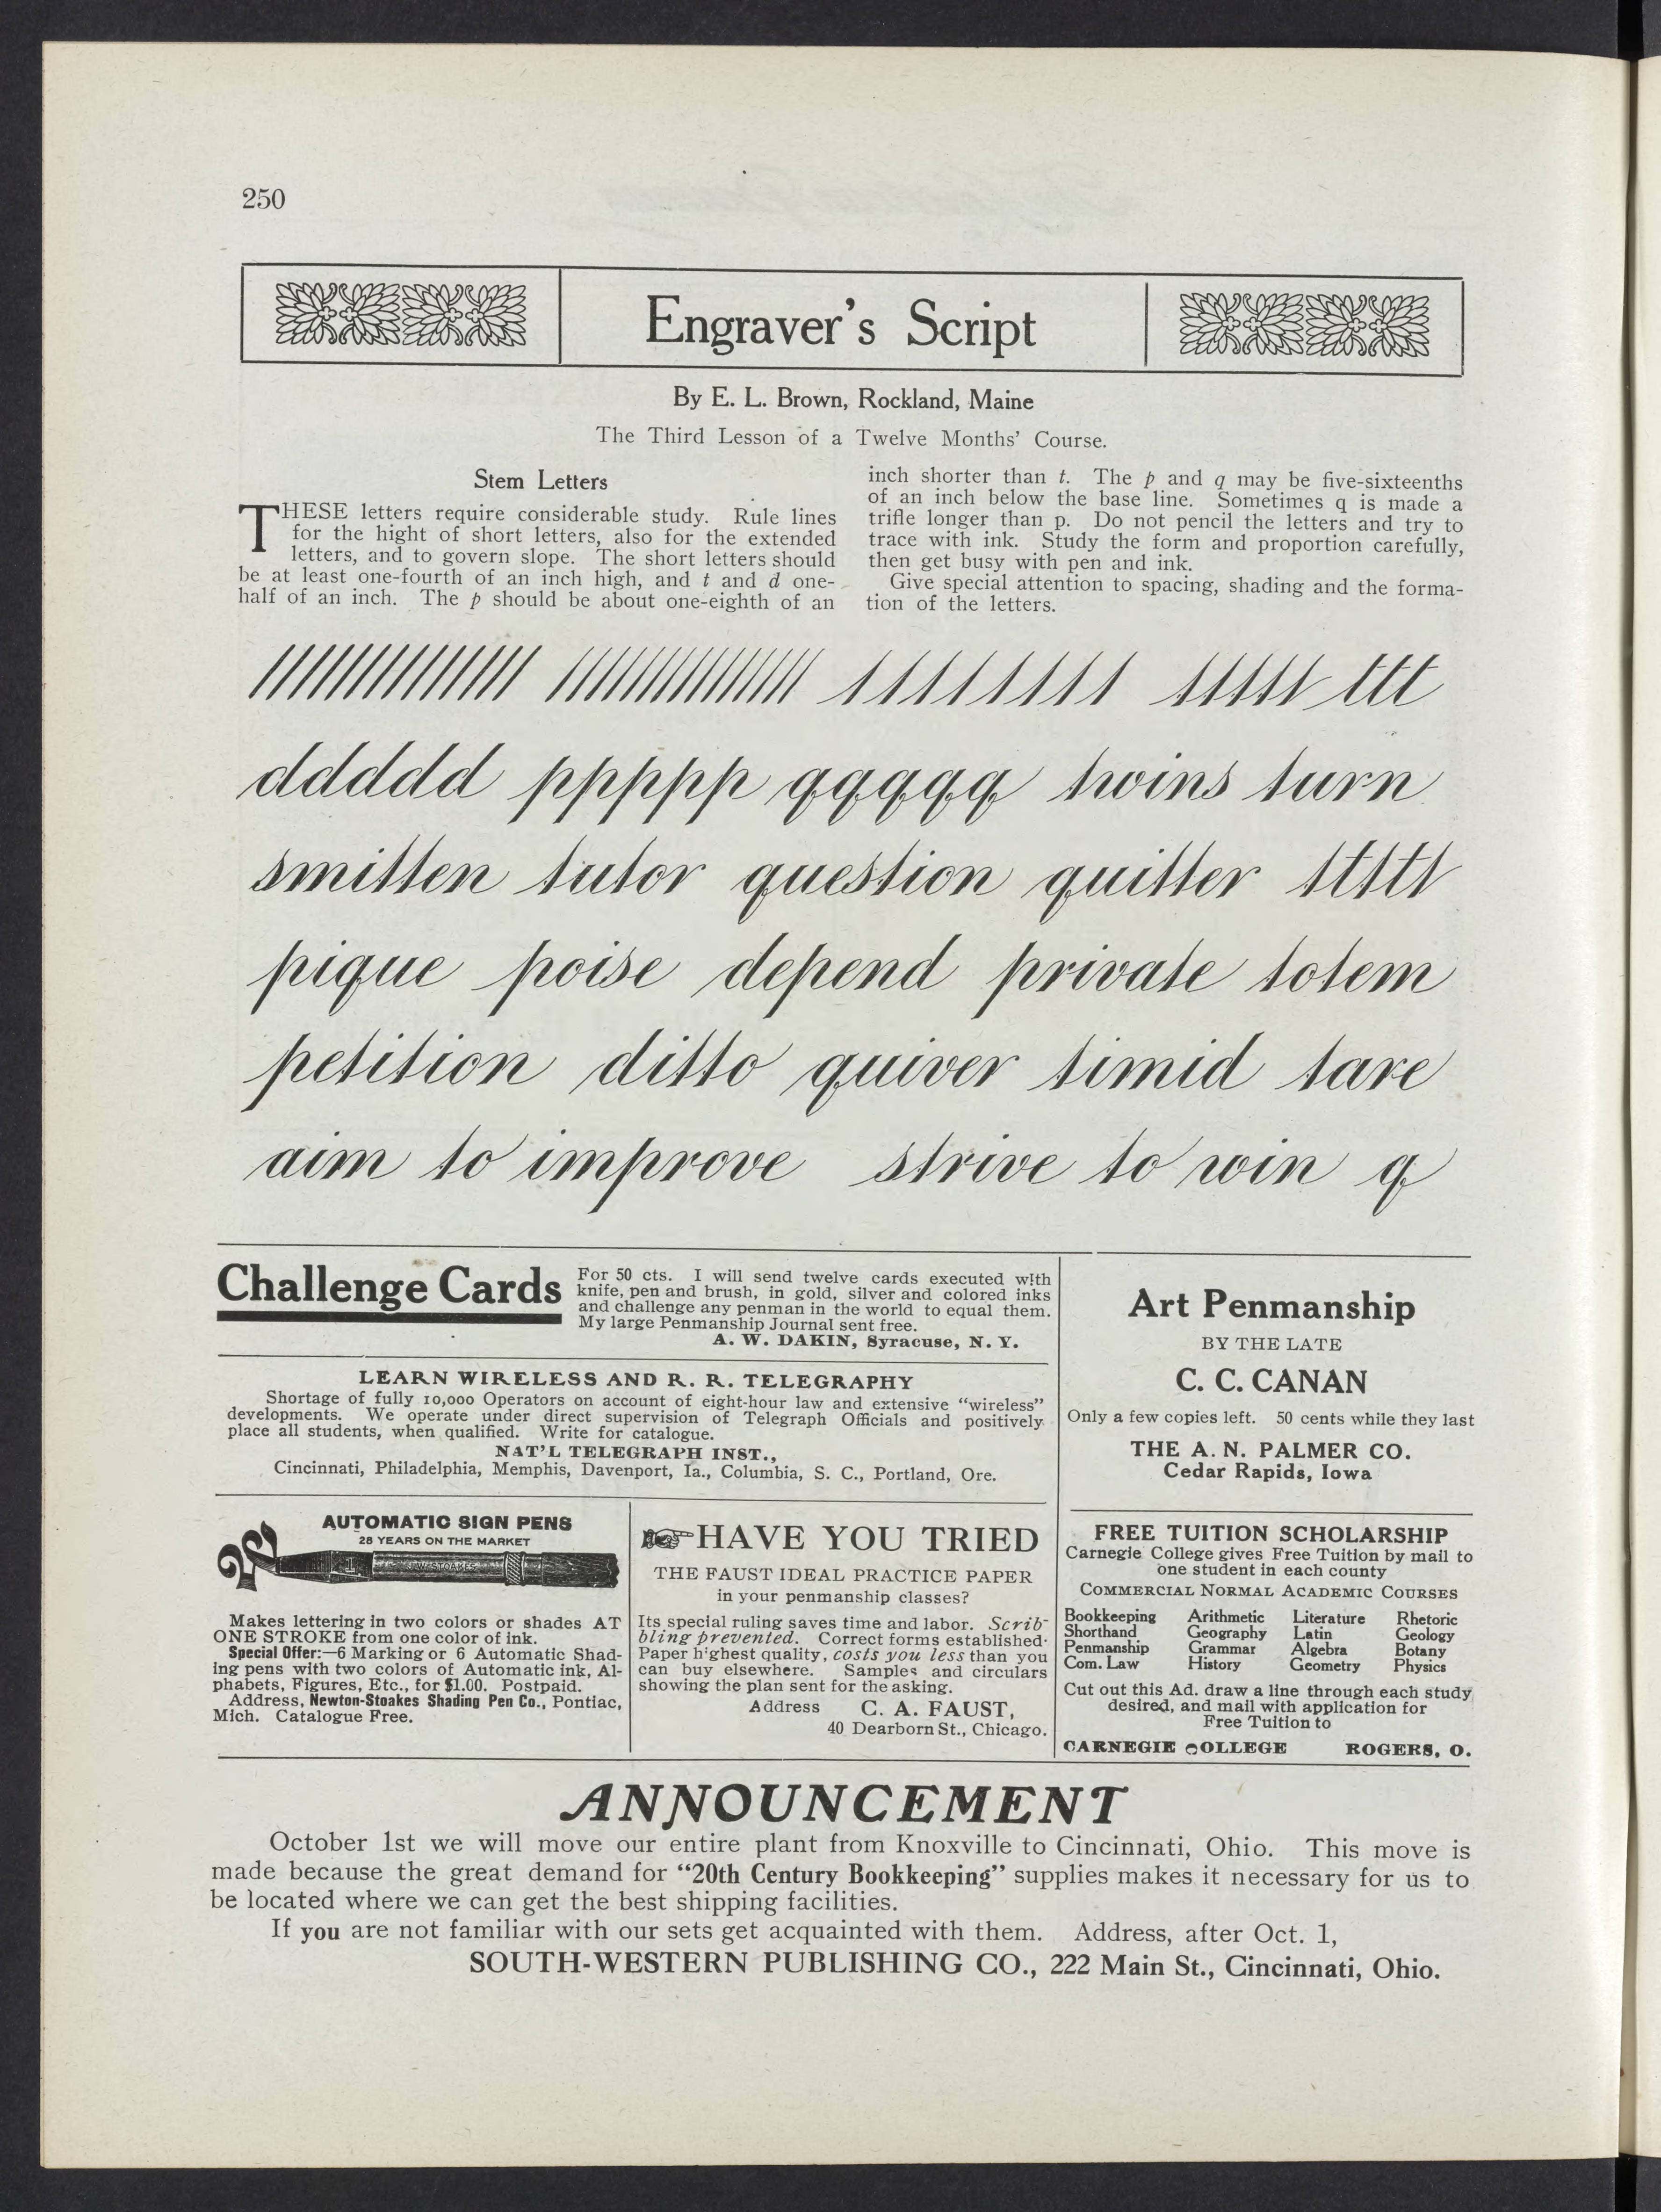 250
Engraver's Script
By E. L. Brown, Rockland, Maine
The Third Lesson of a Twelve Months' Course.
Stem Letters
THESE letters require considerable study. Rule lines
for the hight of short letters, also for the extended
letters, and to govern slope. The short letters should
be at least one-fourth of an inch high, and t and d one-
half of an inch. The p should be about one-eighth of an
inch shorter than t. The p and q may be five-sixteenths
of an inch below the base line. Sometimes q is made a
trifle longer than p. Do not pencil the letters and try to
trace with ink. Study the form and proportion carefully,
then get busy with pen and ink.
Give special attention to spacing, shading and the forma-
tion of the letters.
ttt
dddddd ppppp qqqqq twins turn
smitten tutor question quitter ttttt
pique poise depend private totem
petition ditto quiver timid tare
aim to improve strive to win q
Challenge Cards
For 50 cts. I will send twelve cards executed with
knife, pen and brush, in gold, silver and colored inks
and challenge any penman in the world to equal them.
My large Penmanship Journal sent free.
A. W. DAKIN, Syracuse, N. Y.
LEARN WIRELESS AND R. R. TELEGRAPHY
Shortage of fully 10,000 Operators on account of eight-hour law and extensive "wireless"
developments. We operate under direct supervision of Telegraph Officials and positively
place all students, when qualified. Write for catalogue.
NAT'L TELEGRAPH INST.,
Cincinnati, Philadelphia, Memphis, Davenport, Ia., Columbia, S. C., Portland, Ore.
Art Penmanship
BY THE LATE
C. C. CANAN
Only a few copies left. 50 cents while they last
THE A. N. PALMER CO.
Cedar Rapids, Iowa
AUTOMATIC SIGN PENS
28 YEARS ON THE MARKET
Makes lettering in two colors or shades AT
ONE STROKE from one color of ink.
Special Offer:—6 Marking or 6 Automatic Shad-
ing pens with two colors of Automatic ink, Al-
phabets, Figures, Etc., for $1.00. Postpaid.
Address, Newton-Stoakes Shading Pen Co., Pontiac,
Mich. Catalogue Free.
HAVE YOU TRIED
THE FAUST IDEAL PRACTICE PAPER
in your penmanship classes?
Its special ruling saves time and labor. Scrib-
bling prevented. Correct forms established.
Paper highest quality, costs you less than you
can buy elsewhere. Samples and circulars
showing the plan sent for the asking.
Address C. A. FAUST,
40 Dearborn St., Chicago.
FREE TUITION SCHOLARSHIP
Carnegie College gives Free Tuition by mail to
one student in each county
COMMERCIAL NORMAL ACADEMIC COURSES
Bookkeeping Arithmetic Literature Rhetoric
Shorthand Geography Latin Geology
Penmanship Grammar Algebra Botany
Com. Law History Geometry Physics
Cut out this Ad. draw a line through each study
desired, and mail with application for
Free Tuition to
CARNEGIE COLLEGE ROGERS, O.
ANNOUNCEMENT
October 1st we will move our entire plant from Knoxville to Cincinnati, Ohio. This move is
made because the great demand for "20th Century Bookkeeping" supplies makes it necessary for us to
be located where we can get the best shipping facilities.
If you are not familiar with our sets get acquainted with them. Address, after Oct. 1,
SOUTH-WESTERN PUBLISHING CO., 222 Main St., Cincinnati, Ohio.